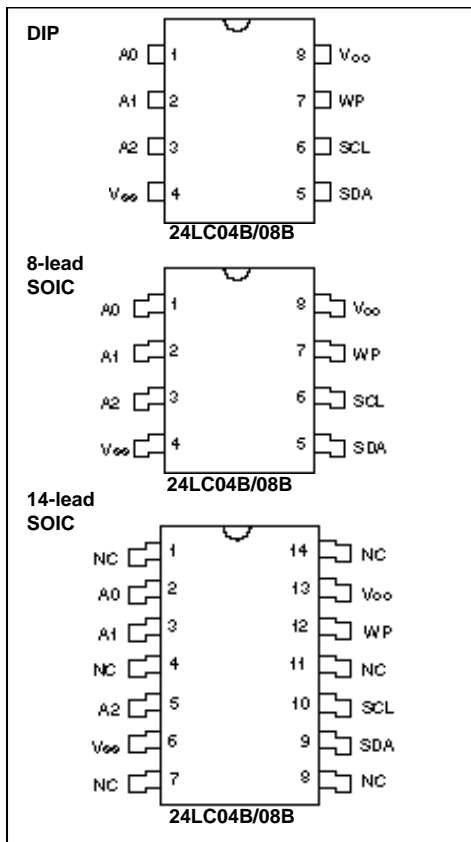 DIP
A0 1 8 Vcc
A1 2 7 WP
A2 3 6 SCL
Vss 4 5 SDA
24LC04B/08B
8-lead
SOIC
A0 1 8 Vcc
A1 2 7 WP
A2 3 6 SCL
Vss 4 5 SDA
24LC04B/08B
14-lead
SOIC
NC 1 14 NC
A0 2 13 Vcc
A1 3 12 WP
NC 4 11 NC
A2 5 10 SCL
Vss 6 9 SDA
NC 7 8 NC
24LC04B/08B